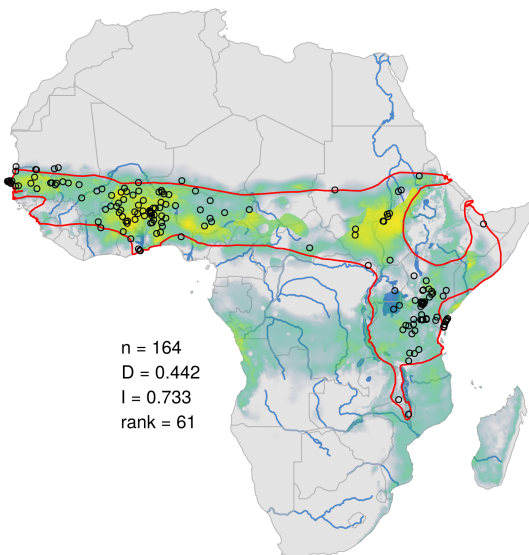 n = 164
D = 0.442
I = 0.733
rank = 61